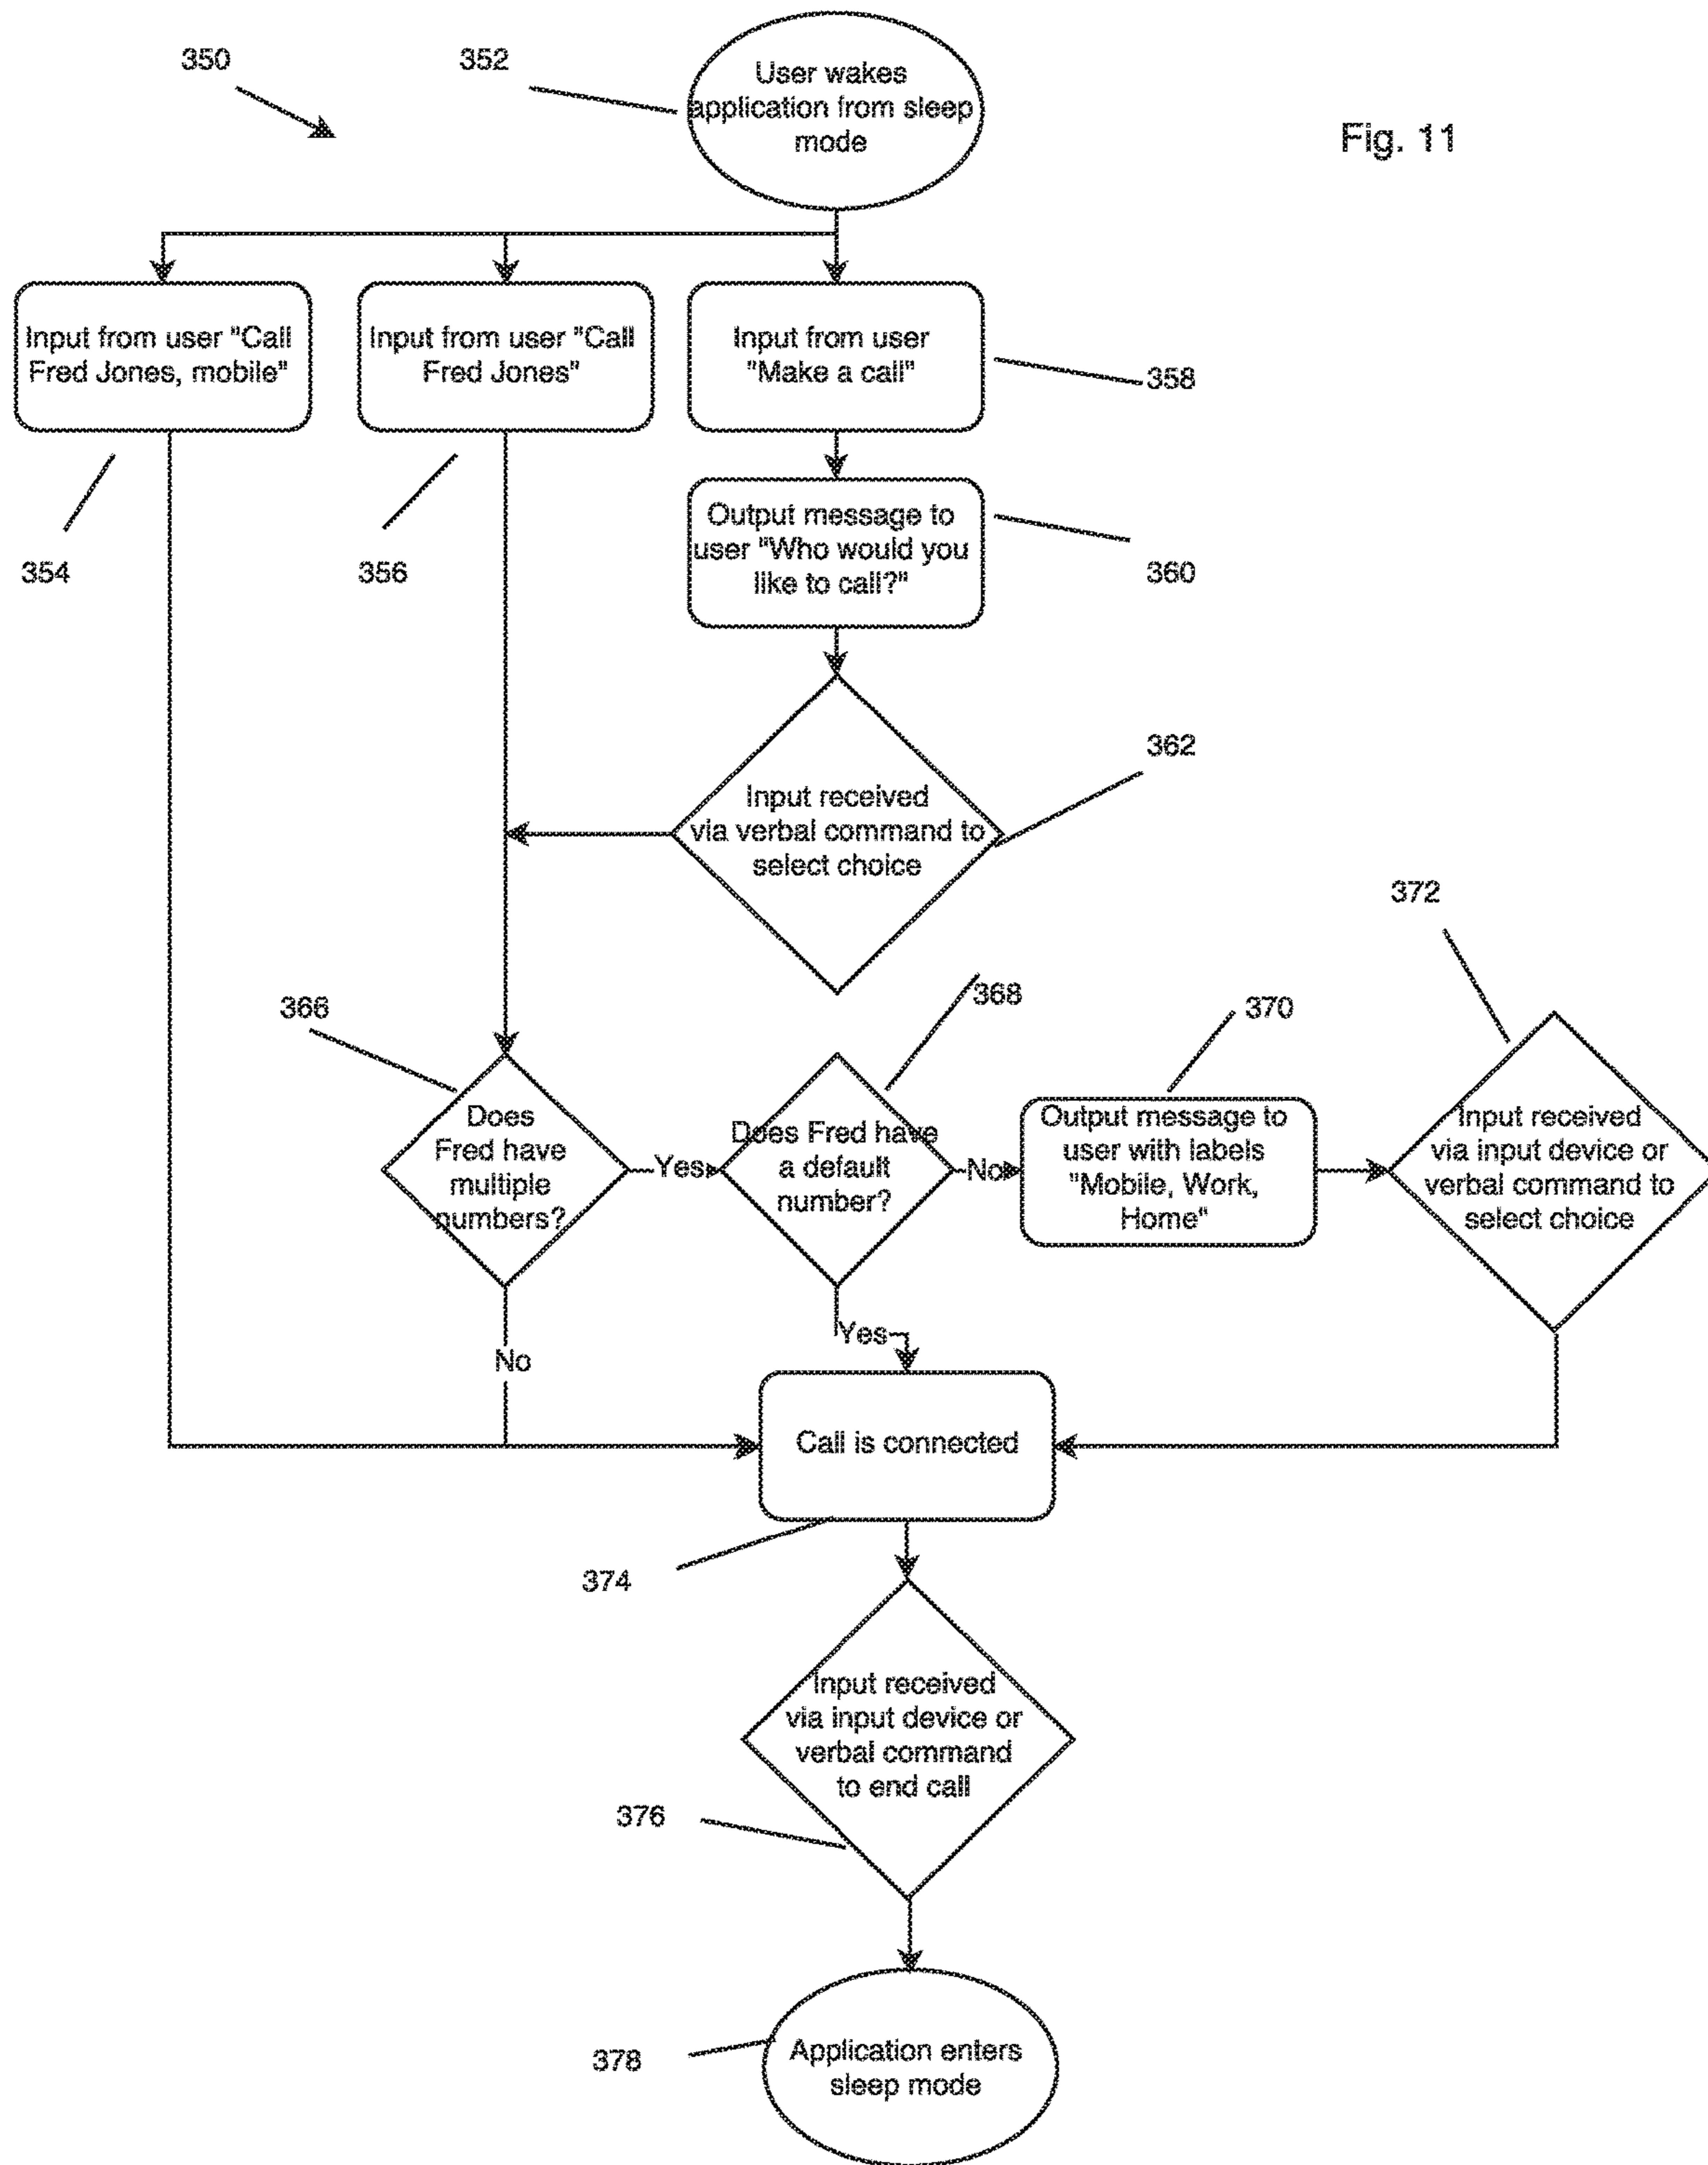 350
352
User wakes
application from sleep
mode
Fig. 11
Input from user "Call
Fred Jones, mobile"
Input from user "Call
Fred Jones"
Input from user
"Make a call"
358
354
356
Output message to
user "Who would you
like to call?"
360
362
Input received
via verbal command to
select choice
372
366
368
370
Does
Fred have
multiple
numbers?
Yes
Does Fred have
a default
number?
No
Output message to
user with labels
"Mobile, Work,
Home"
Input received
via input device or
verbal command to
select choice
No
Yes
Call is connected
374
Input received
via input device or
verbal command
to end call
376
378
Application enters
sleep mode